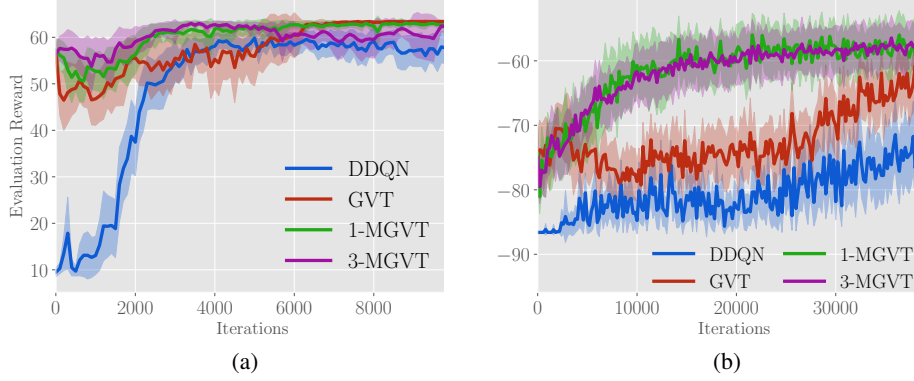 Evaluation Reward
60
50
40
30
20
10
0
2000
4000
6000
8000
Iterations
DDQN
GVT
1-MGVT
3-MGVT
(a)
−60
−70
−80
−90
0
10000
20000
30000
Iterations
DDQN
GVT
1-MGVT
3-MGVT
(b)